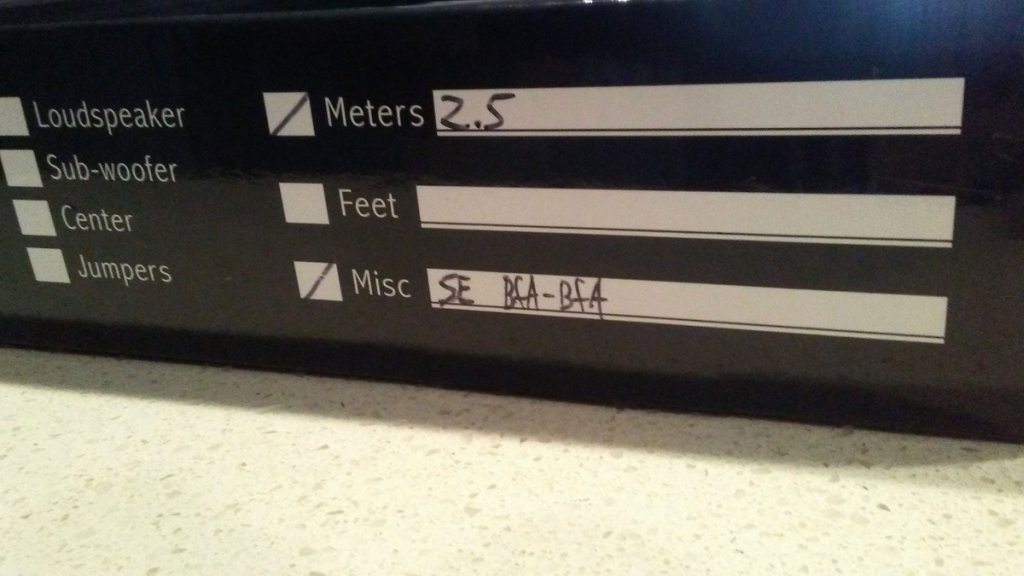 Loudspeaker
Sub-woofer
Center
Jumpers
Meters 2.5
Feet
Misc SE BfA-BfA